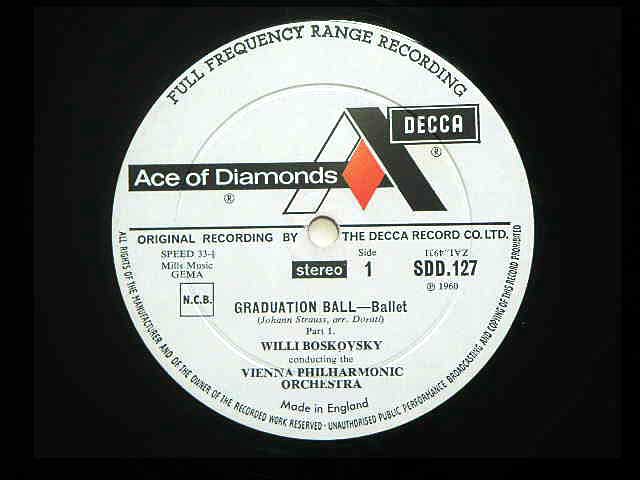 FULL FREQUENCY RANGE RECORDING
DECCA
®
Ace of Diamonds
®
ORIGINAL RECORDING BY THE DECCA RECORD CO. LTD.
SPEED 33-⅓
Mills Music
GEMA
N.C.B.
stereo
Side
1
ZAL.4931
SDD.127
℗ 1960
GRADUATION BALL—Ballet
(Johann Strauss, arr. Dorati)
Part 1.
WILLI BOSKOVSKY
conducting the
VIENNA PHILHARMONIC
ORCHESTRA
Made in England
ALL RIGHTS OF THE MANUFACTURER AND OF THE OWNER OF THE RECORDED WORK RESERVED - UNAUTHORISED PUBLIC PERFORMANCE BROADCASTING AND COPYING OF THIS RECORD PROHIBITED